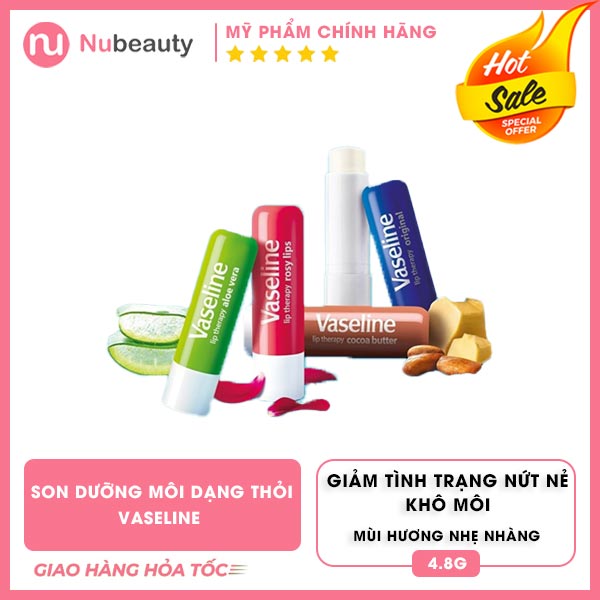 nu Nubeauty
MỸ PHẨM CHÍNH HÃNG
Hot
Sale
SPECIAL
OFFER
Vaseline
lip therapy aloe vera
Vaseline
lip therapy rosy lips
Vaseline
lip therapy cocoa butter
Vaseline
lip therapy original
SON DƯỠNG MÔI DẠNG THỎI
VASELINE
GIAO HÀNG HỎA TỐC
GIẢM TÌNH TRẠNG NỨT NẺ
KHÔ MÔI
MÙI HƯƠNG NHẸ NHÀNG
4.8G